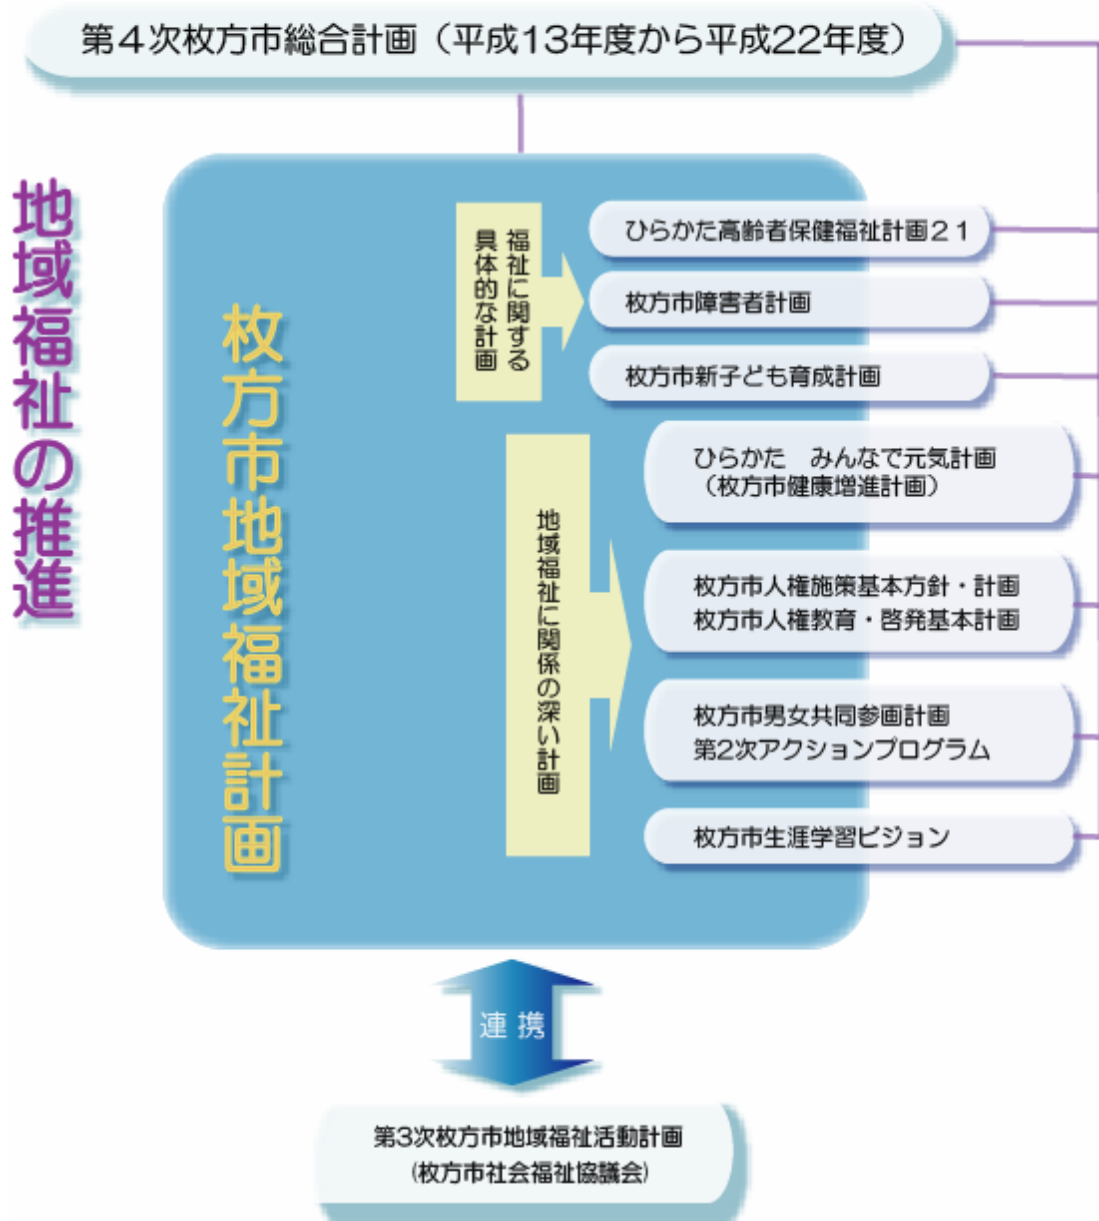 第４次枚方市総合計画（平成13年度から平成22年度）
地域福祉の推進
枚方市地域福祉計画
福祉に関する
具体的な計画
ひらかた高齢者保健福祉計画２１
枚方市障害者計画
枚方市新子ども育成計画
地域福祉に関係の深い計画
ひらかた　みんなで元気計画
（枚方市健康増進計画）
枚方市人権施策基本方針・計画
枚方市人権教育・啓発基本計画
枚方市男女共同参画計画
第2次アクションプログラム
枚方市生涯学習ビジョン
連携
第3次枚方市地域福祉活動計画
(枚方市社会福祉協議会)